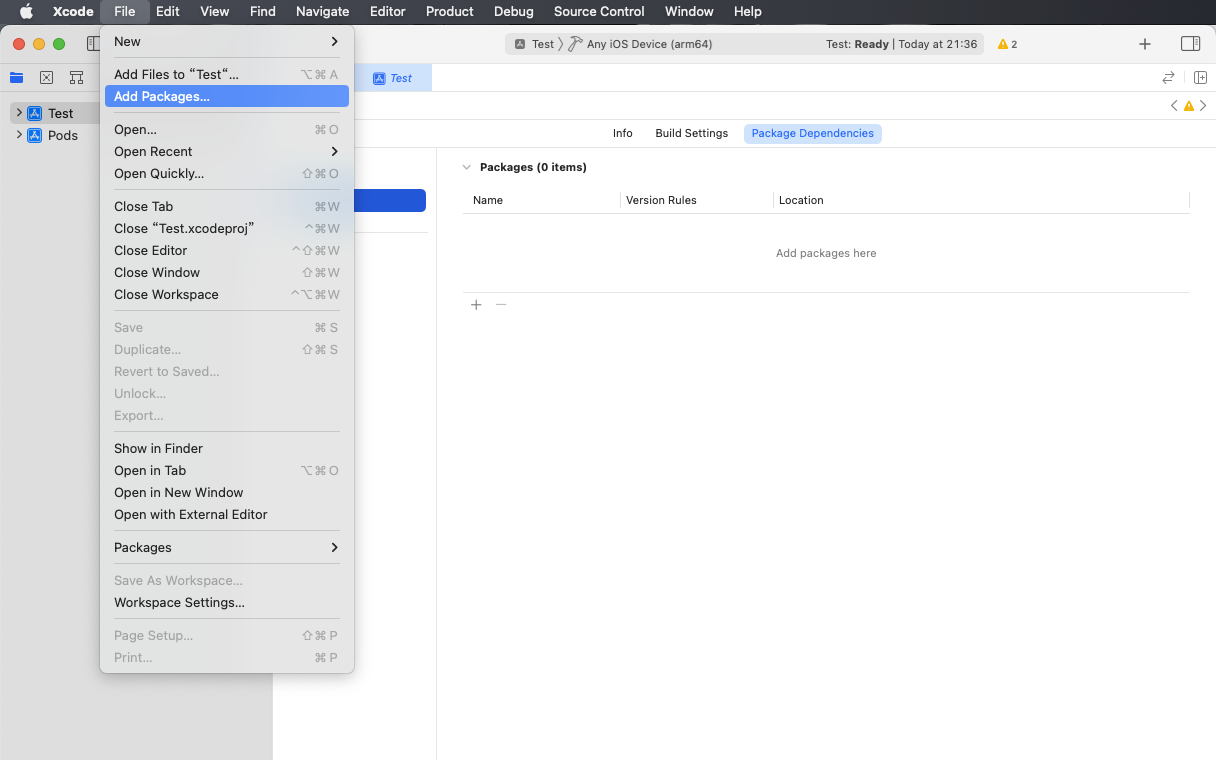 Xcode File Edit View Find Navigate Editor Product Debug Source Control Window Help
Test Any iOS Device (arm64) Test: Ready | Today at 21:36 2
Test
Test
Pods
New
Add Files to “Test“... ⌥⌘A
Add Packages...
Open... ⌘O
Open Recent
Open Quickly... ⇧⌘O
Close Tab ⌘W
Close “Test.xcodeproj” ^⌘W
Close Editor ^⇧⌘W
Close Window ⇧⌘W
Close Workspace ^⌥⌘W
Save ⌘S
Duplicate... ⇧⌘S
Revert to Saved...
Unlock...
Export...
Show in Finder
Open in Tab ⌥⌘O
Open in New Window
Open with External Editor
Packages
Save As Workspace...
Workspace Settings...
Page Setup... ⇧⌘P
Print... ⌘P
Info Build Settings Package Dependencies
Packages (0 items)
Name Version Rules Location
Add packages here